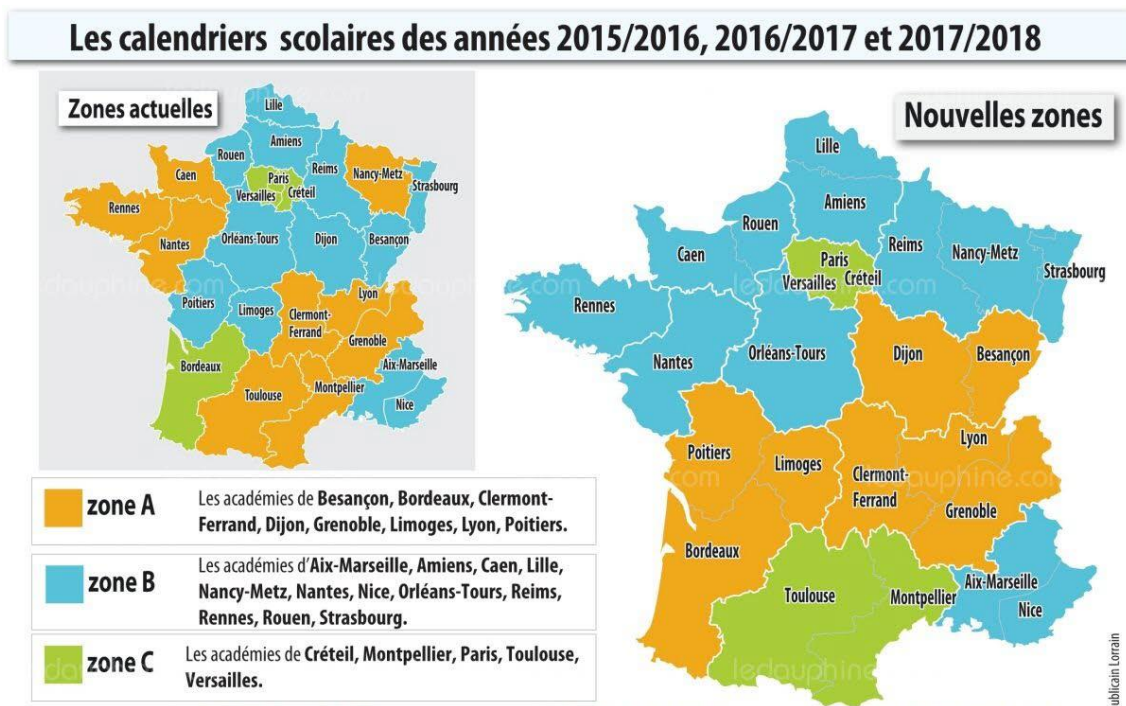 Les calendriers scolaires des années 2015/2016, 2016/2017 et 2017/2018
Zones actuelles
Lille
Amiens
Rouen
Reims
Caen
Paris
Versailles
Créteil
Nancy-Metz
Strasbourg
Rennes
Nantes
Orléans-Tours
Dijon
Besançon
Poitiers
Limoges
Clermont-
Ferrand
Lyon
Grenoble
Bordeaux
Toulouse
Montpellier
Aix-Marseille
Nice
Nouvelles zones
Lille
Amiens
Rouen
Caen
Reims
Nancy-Metz
Strasbourg
Paris
Versailles
Créteil
Rennes
Nantes
Orléans-Tours
Dijon
Besançon
Poitiers
Limoges
Clermont-
Ferrand
Lyon
Grenoble
Bordeaux
Toulouse
Montpellier
Aix-Marseille
Nice
zone A
Les académies de Besançon, Bordeaux, Clermont-
Ferrand, Dijon, Grenoble, Limoges, Lyon, Poitiers.
zone B
Les académies d'Aix-Marseille, Amiens, Caen, Lille,
Nancy-Metz, Nantes, Nice, Orléans-Tours, Reims,
Rennes, Rouen, Strasbourg.
zone C
Les académies de Créteil, Montpellier, Paris, Toulouse,
Versailles.
ledauphine.com
ublicain Lorrain